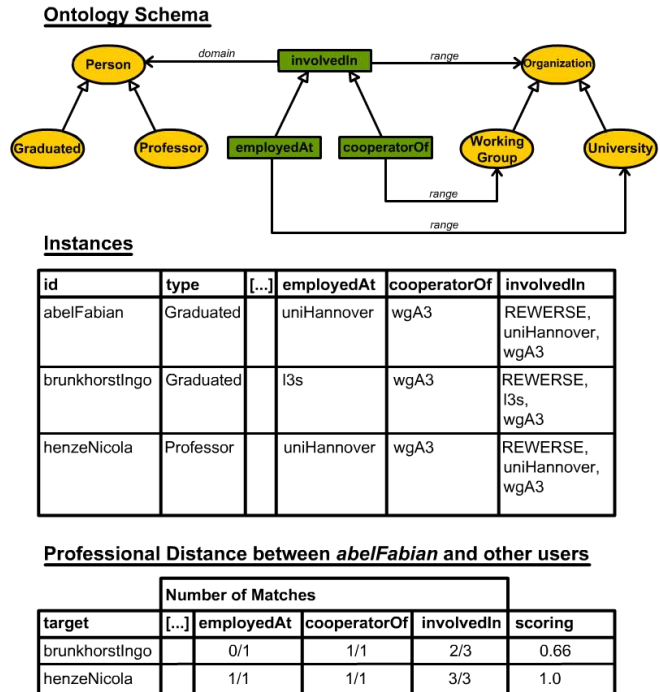 Ontology Schema
domain
range
Person
involvedIn
Organization
Graduated
Professor
employedAt
cooperatorOf
Working
Group
University
range
range
Instances
id type [...] employedAt cooperatorOf involvedIn
abelFabian Graduated uniHannover wgA3 REWERSE,
uniHannover,
wgA3
brunkhorstIngo Graduated l3s wgA3 REWERSE,
l3s,
wgA3
henzeNicola Professor uniHannover wgA3 REWERSE,
uniHannover,
wgA3
Professional Distance between abelFabian and other users
Number of Matches
target [...] employedAt cooperatorOf involvedIn scoring
brunkhorstIngo 0/1 1/1 2/3 0.66
henzeNicola 1/1 1/1 3/3 1.0